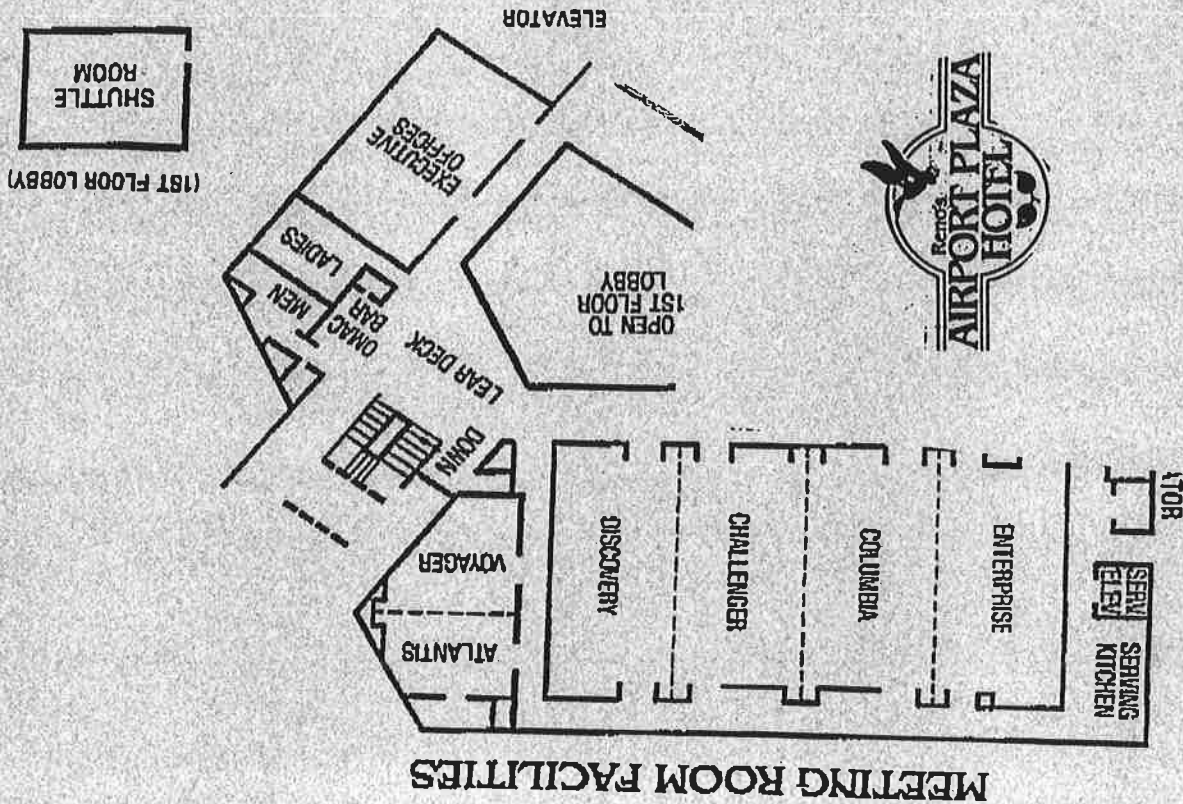 MEETING ROOM FACILITIES
SERVING
KITCHEN
SERV
ELEV
ENTERPRISE
COLUMBIA
CHALLENGER
DISCOVERY
ATLANTIS
VOYAGER
DOWN
LEAR DECK
OMAC
BAR
MEN
LADIES
EXECUTIVE
OFFICES
OPEN TO
1ST FLOOR
LOBBY
ELEVATOR
(1ST FLOOR LOBBY)
SHUTTLE
ROOM
Reno's
AIRPORT PLAZA
HOTEL